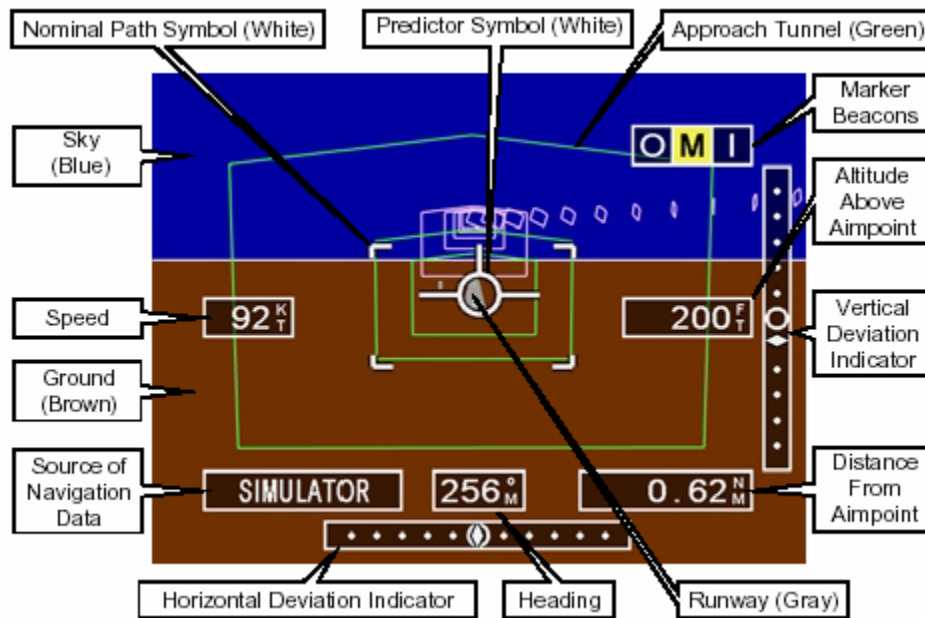 Nominal Path Symbol (White)
Predictor Symbol (White)
Approach Tunnel (Green)
Sky
(Blue)
O M I
Marker
Beacons
Altitude
Above
Aimpoint
Speed
92 KT
200 FT
Vertical
Deviation
Indicator
Ground
(Brown)
Source of
Navigation
Data
SIMULATOR
256°M
0.62 NM
Distance
From
Aimpoint
Horizontal Deviation Indicator
Heading
Runway (Gray)